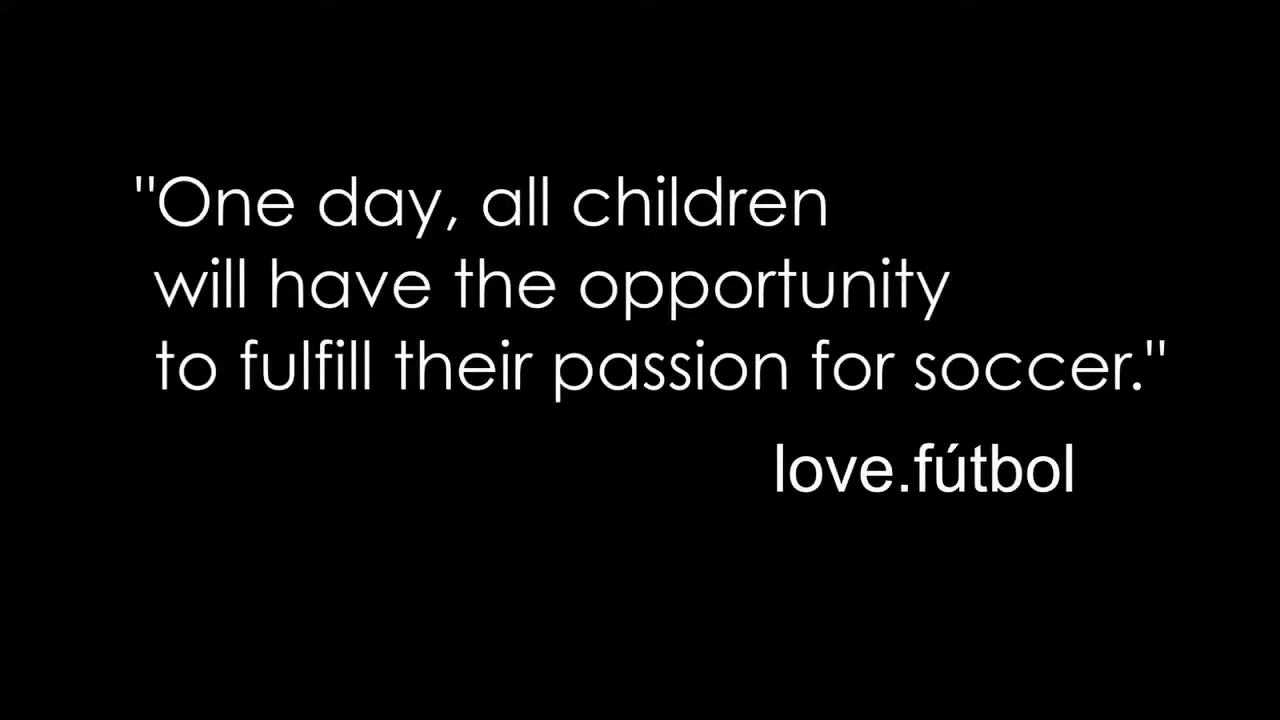 "One day, all children
will have the opportunity
to fulfill their passion for soccer."
love.fútbol